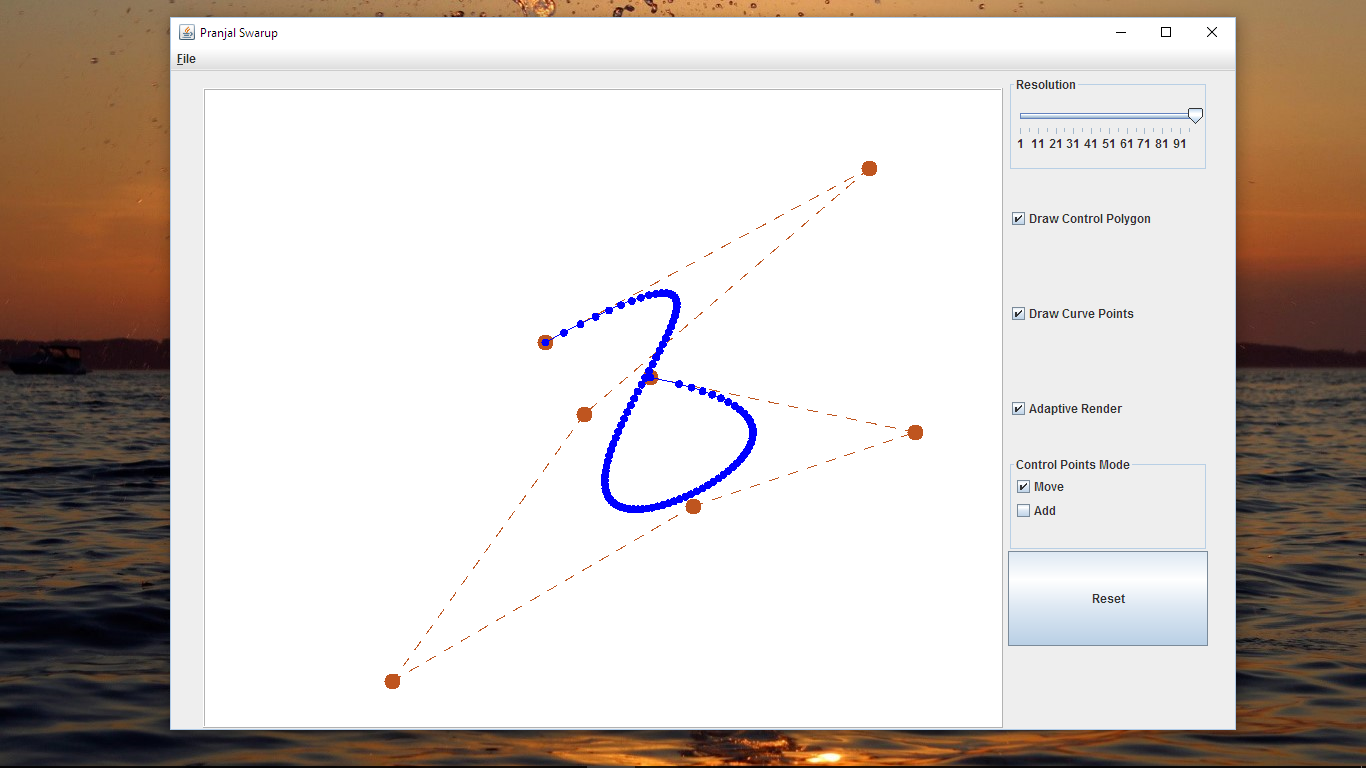 Pranjal Swarup
File
Resolution
1 11 21 31 41 51 61 71 81 91
Draw Control Polygon
Draw Curve Points
Adaptive Render
Control Points Mode
Move
Add
Reset